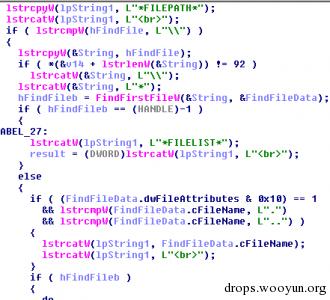 lstrcpyW(lpString1, L"*FILEPATH*");
lstrcatW(lpString1, L"<br>");
if ( lstrcmpW(hFindFile, L"\\") )
{
lstrcpyW(&String, hFindFile);
if ( *(&v14 + lstrlenW(&String)) != 92 )
lstrcatW(&String, L"\\");
lstrcatW(&String, L"*");
hFindFileb = FindFirstFileW(&String, &FindFileData);
if ( hFindFileb == (HANDLE)-1 )
{
ABEL_27:
lstrcatW(lpString1, L"*FILELIST*");
result = (DWORD)lstrcatW(lpString1, L"<br>");
}
else
{
if ( (FindFileData.dwFileAttributes & 0x10) == 1
&& lstrcmpW(FindFileData.cFileName, L".")
&& lstrcmpW(FindFileData.cFileName, L"..") )
{
lstrcatW(lpString1, FindFileData.cFileName);
lstrcatW(lpString1, L"<br>");
}
if ( hFindFileb )
{
do
drops.wooyun.org